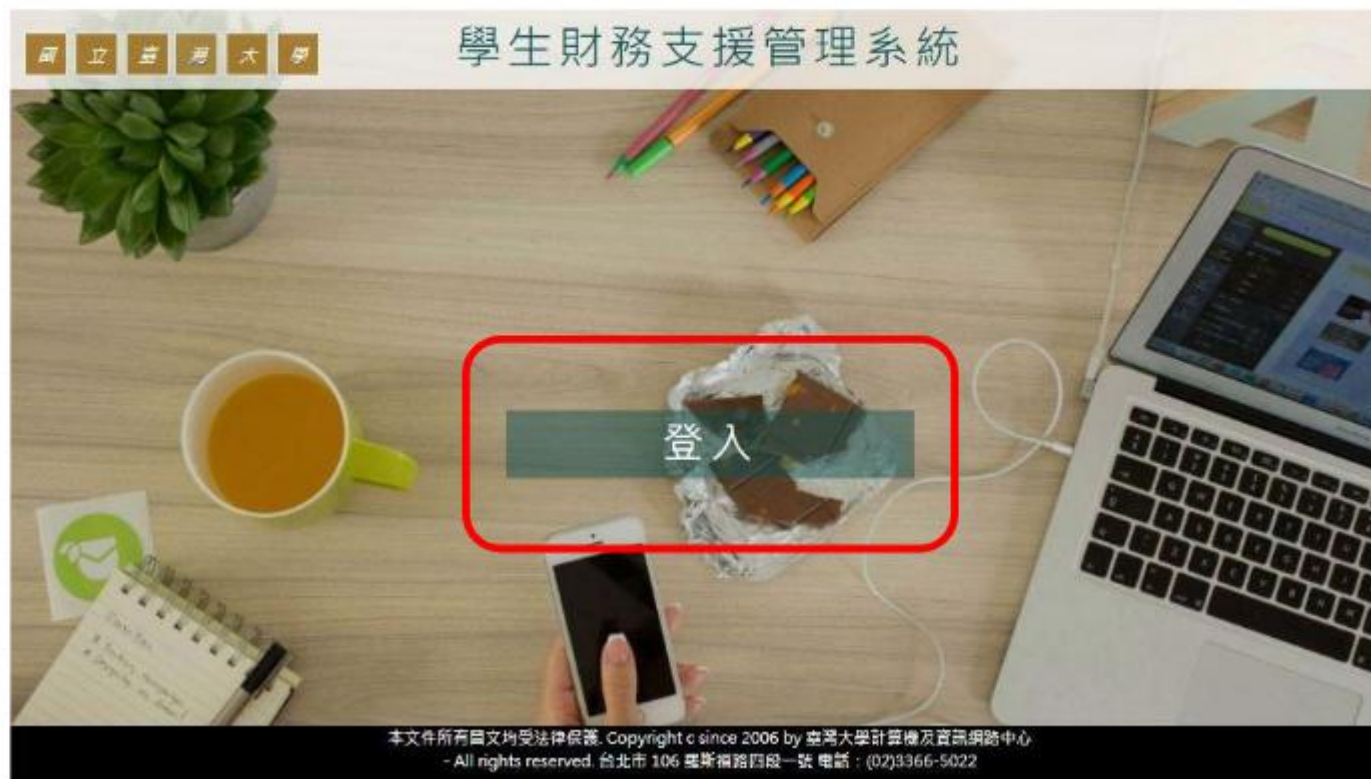 國立臺灣大學
學生財務支援管理系統
登入
本文件所有圖文均受法律保護. Copyright c since 2006 by 臺灣大學計算機及資訊網路中心
- All rights reserved. 台北市 106 羅斯福路四段一號 電話：(02)3366-5022